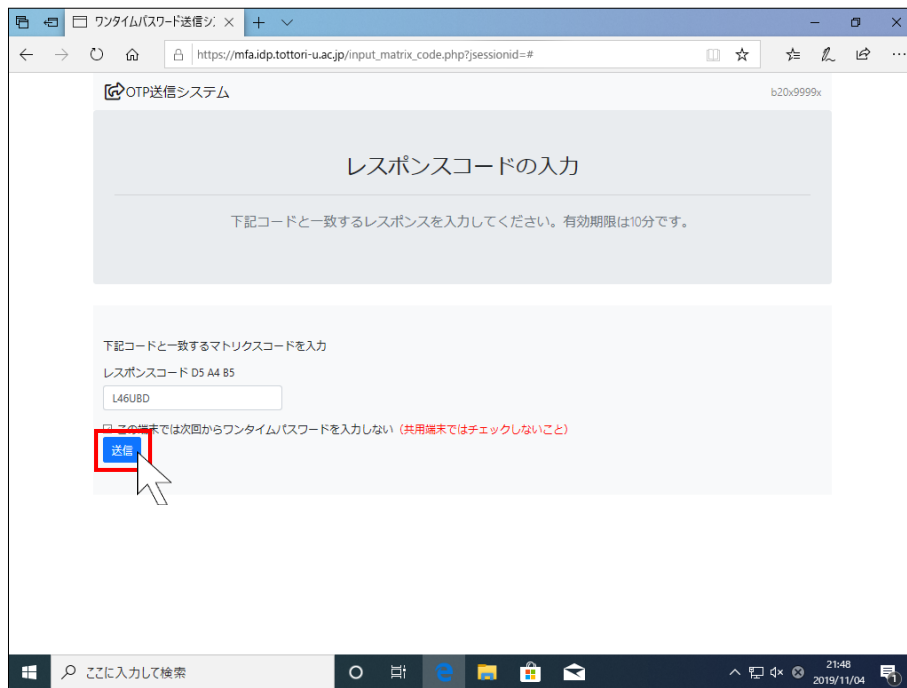 ワンタイムパスワード送信シ
https://mfa.idp.tottori-u.ac.jp/input_matrix_code.php?jsessionid=#
OTP送信システム
b20x9999x
レスポンスコードの入力
下記コードと一致するレスポンスを入力してください。有効期限は10分です。
下記コードと一致するマトリクスコードを入力
レスポンスコード D5 A4 B5
L46UBD
この端末では次回からワンタイムパスワードを入力しない（共用端末ではチェックしないこと）
送信
ここに入力して検索
21:48
2019/11/04
1